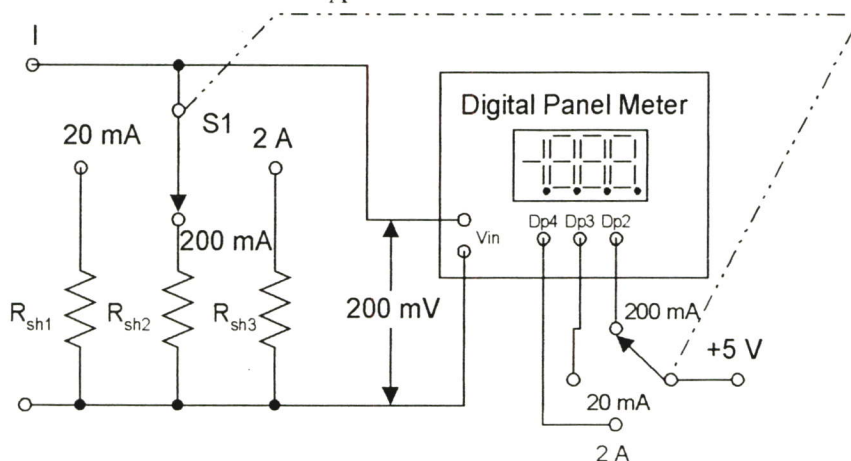 A
I
Digital Panel Meter
S1
20 mA
2 A
Dp4 Dp3 Dp2
Vin
200 mA
Rsh1
Rsh2
Rsh3
200 mV
200 mA
+5 V
20 mA
2 A